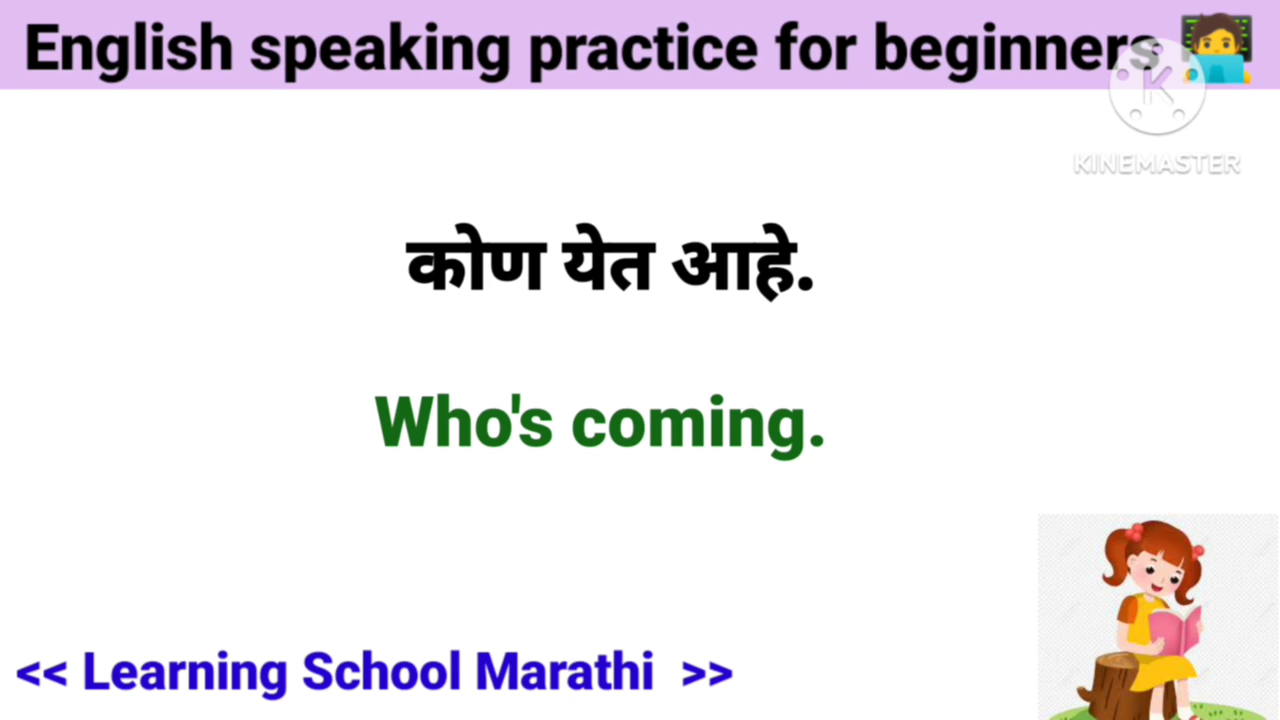 English speaking practice for beginners
KINEMASTER
कोण येत आहे.
Who's coming.
<< Learning School Marathi >>